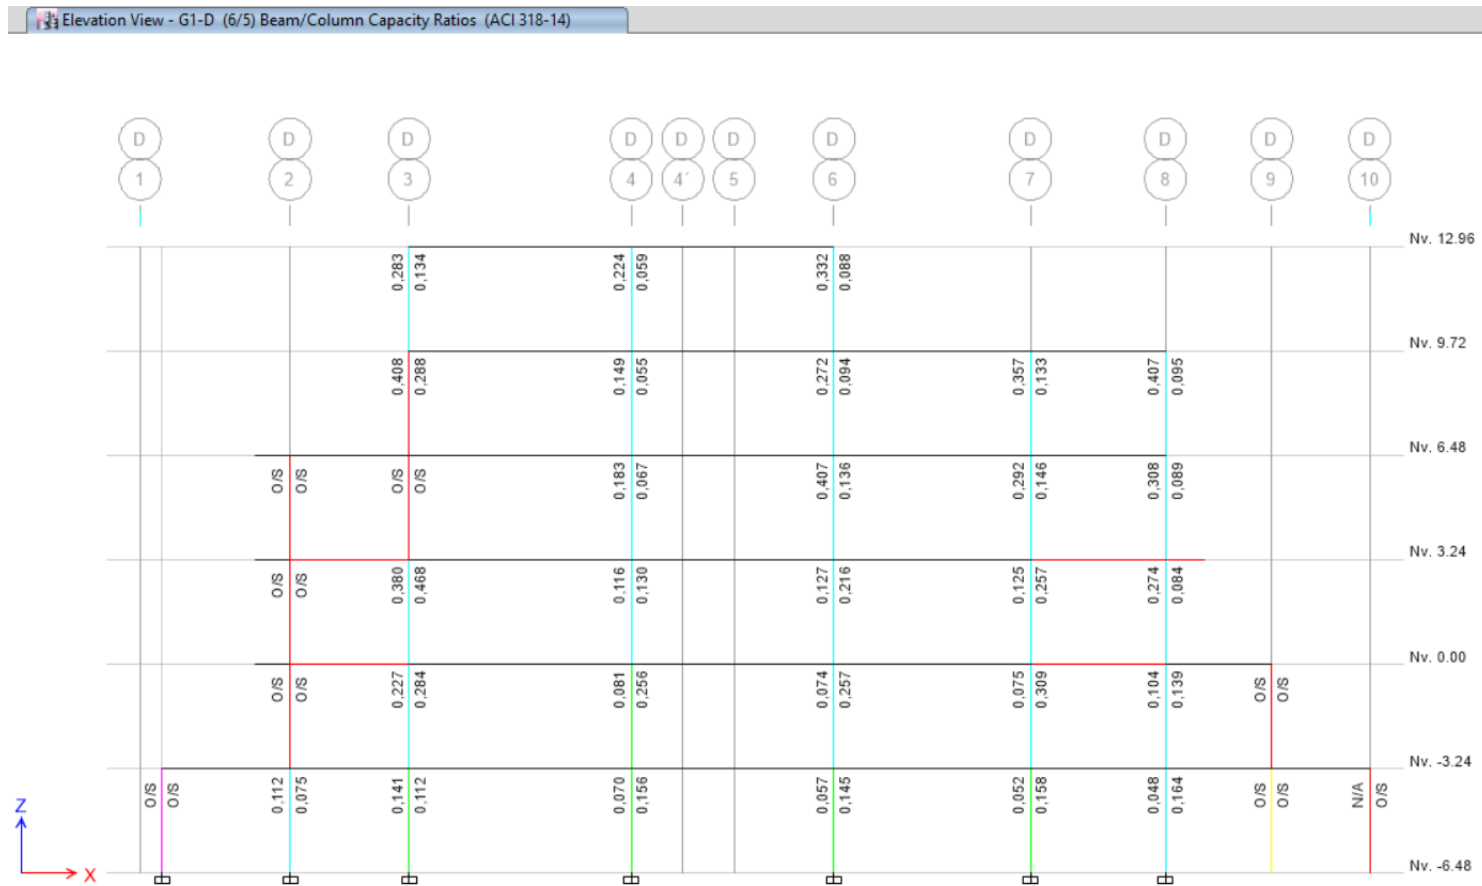 Elevation View - G1-D (6/5) Beam/Column Capacity Ratios (ACI 318-14)
D D D D D D D D D D D
1 2 3 4 4´ 5 6 7 8 9 10
Nv. 12.96
0,283 0,134 0,224 0,059 0,332 0,088
Nv. 9.72
0,408 0,288 0,149 0,055 0,272 0,094 0,357 0,133 0,407 0,095
Nv. 6.48
O/S O/S O/S O/S 0,183 0,067 0,407 0,136 0,292 0,146 0,308 0,089
Nv. 3.24
O/S O/S 0,380 0,468 0,116 0,130 0,127 0,216 0,125 0,257 0,274 0,084
Nv. 0.00
O/S O/S 0,227 0,284 0,081 0,256 0,074 0,257 0,075 0,309 0,104 0,139 O/S O/S
Nv. -3.24
O/S O/S 0,112 0,075 0,141 0,112 0,070 0,156 0,057 0,145 0,052 0,158 0,048 0,164 O/S O/S N/A O/S
Z
X
Nv. -6.48